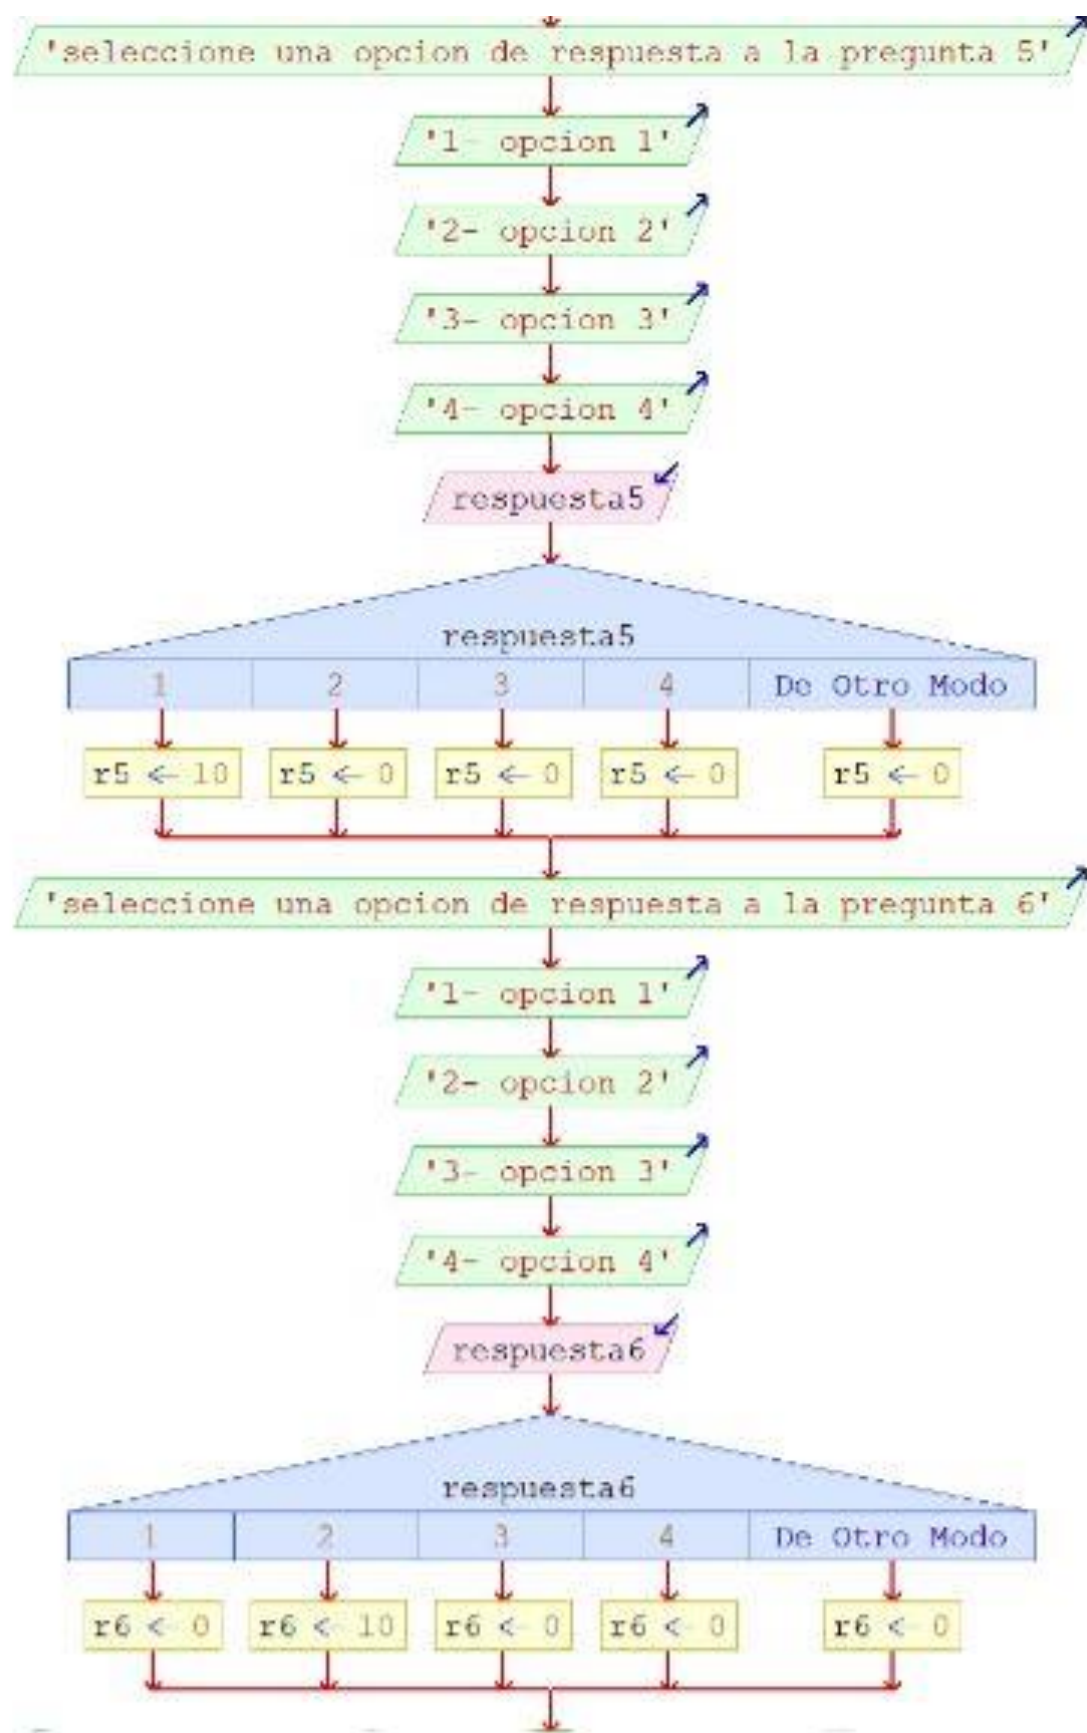 'seleccione una opcion de respuesta a la pregunta 5'
'1- opcion 1'
'2- opcion 2'
'3- opcion 3'
'4- opcion 4'
respuesta5
respuesta5
1 2 3 4 De Otro Modo
r5 ← 10 r5 ← 0 r5 ← 0 r5 ← 0 r5 ← 0
'seleccione una opcion de respuesta a la pregunta 6'
'1- opcion 1'
'2- opcion 2'
'3- opcion 3'
'4- opcion 4'
respuesta6
respuesta6
1 2 3 4 De Otro Modo
r6 ← 0 r6 ← 10 r6 ← 0 r6 ← 0 r6 ← 0